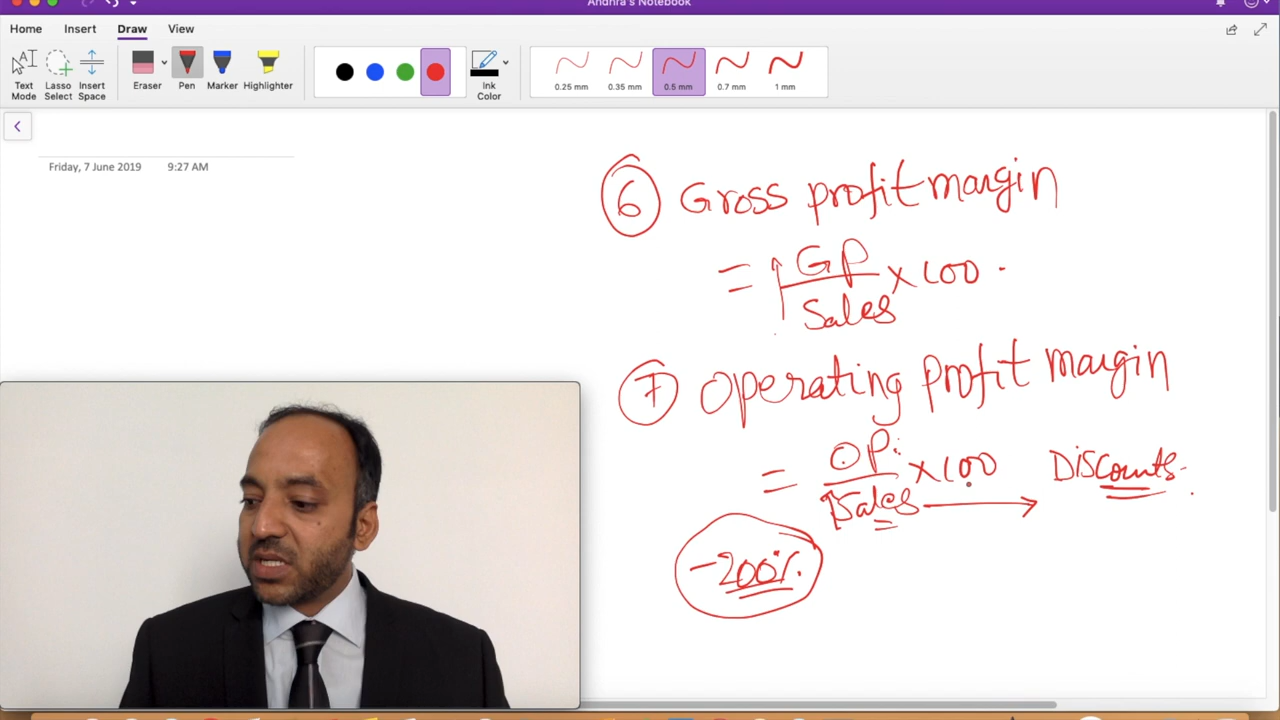 Andhra's Notebook
Home Insert Draw View
Text Mode
Lasso Select
Insert Space
Eraser
Pen
Marker
Highlighter
Ink Color
0.25 mm
0.35 mm
0.5 mm
0.7 mm
1 mm
Friday, 7 June 2019 9:27 AM
6 Gross profit margin
= GP / Sales × 100
7 Operating profit margin
= OP / Sales × 100 Discounts
-200%